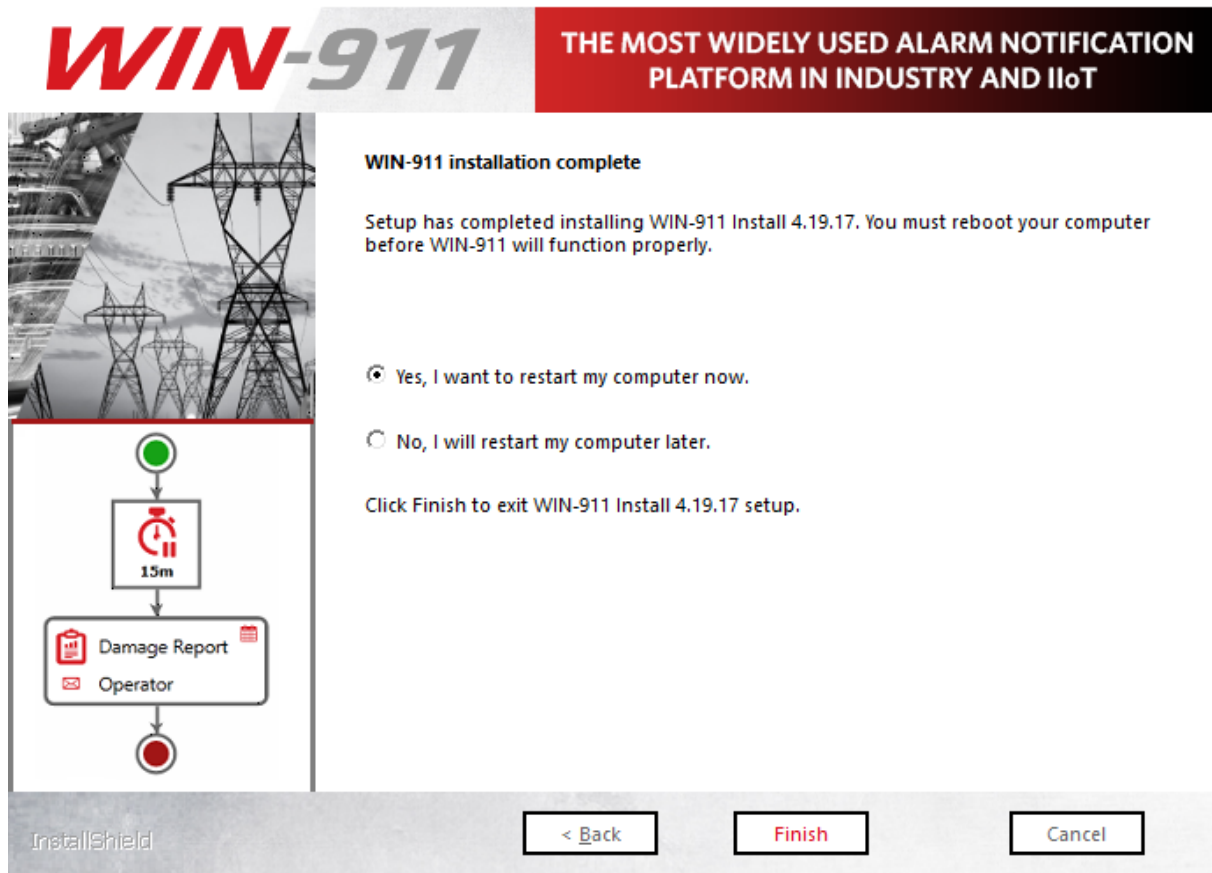 WIN-911
THE MOST WIDELY USED ALARM NOTIFICATION
PLATFORM IN INDUSTRY AND IIoT
WIN-911 installation complete
Setup has completed installing WIN-911 Install 4.19.17. You must reboot your computer
before WIN-911 will function properly.
Yes, I want to restart my computer now.
No, I will restart my computer later.
Click Finish to exit WIN-911 Install 4.19.17 setup.
15m
Damage Report
Operator
InstallShield
< Back
Finish
Cancel